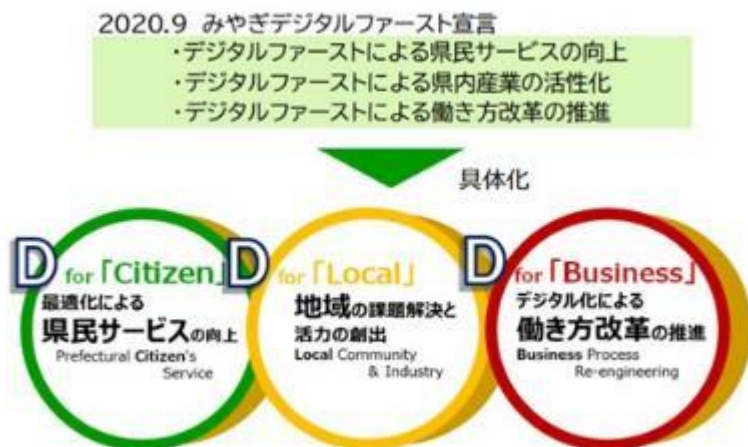 2020.9 みやぎデジタルファースト宣言
・デジタルファーストによる県民サービスの向上
・デジタルファーストによる県内産業の活性化
・デジタルファーストによる働き方改革の推進
具体化
D for「Citizen」
最適化による
県民サービスの向上
Prefectural Citizen's
Service
D for「Local」
地域の課題解決と
活力の創出
Local Community
& Industry
D for「Business」
デジタル化による
働き方改革の推進
Business Process
Re-engineering